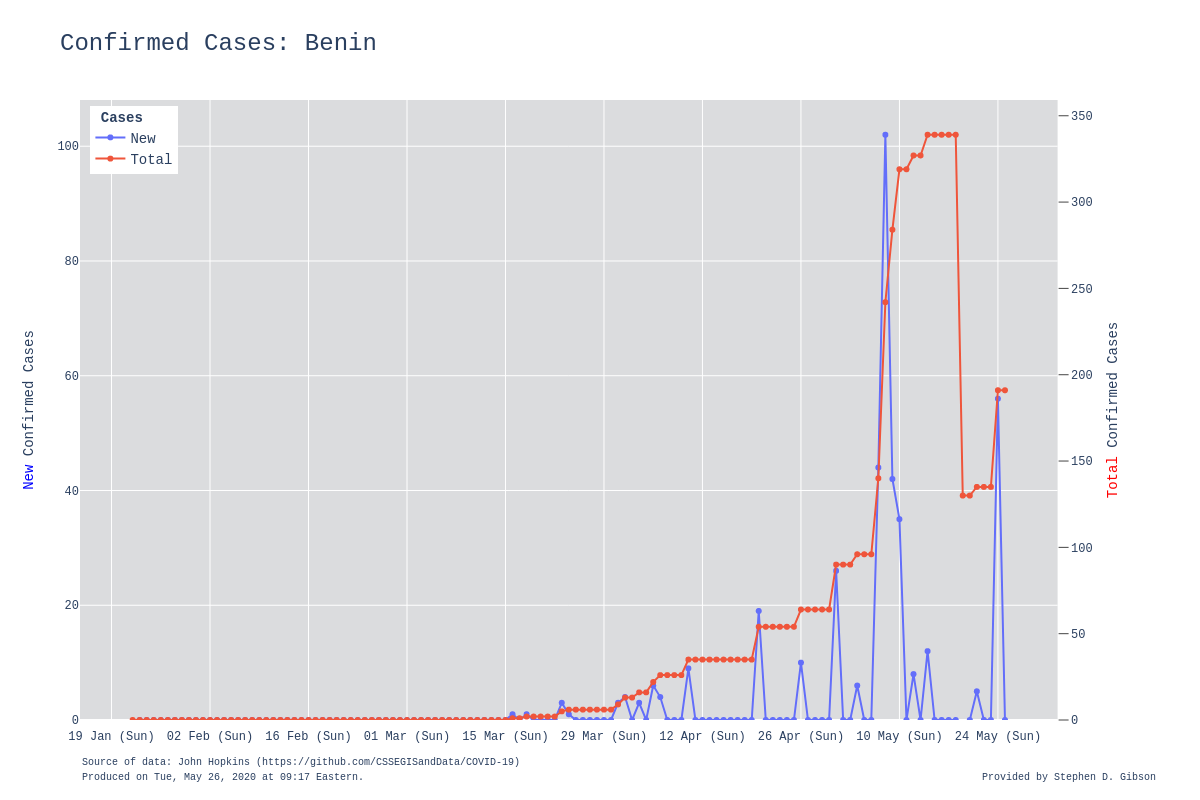 Confirmed Cases: Benin
Cases
New
Total
100
80
60
40
20
0
350
300
250
200
150
100
50
0
New Confirmed Cases
Total Confirmed Cases
19 Jan (Sun) 02 Feb (Sun) 16 Feb (Sun) 01 Mar (Sun) 15 Mar (Sun) 29 Mar (Sun) 12 Apr (Sun) 26 Apr (Sun) 10 May (Sun) 24 May (Sun)
Source of data: John Hopkins (https://github.com/CSSEGISandData/COVID-19)
Produced on Tue, May 26, 2020 at 09:17 Eastern.
Provided by Stephen D. Gibson